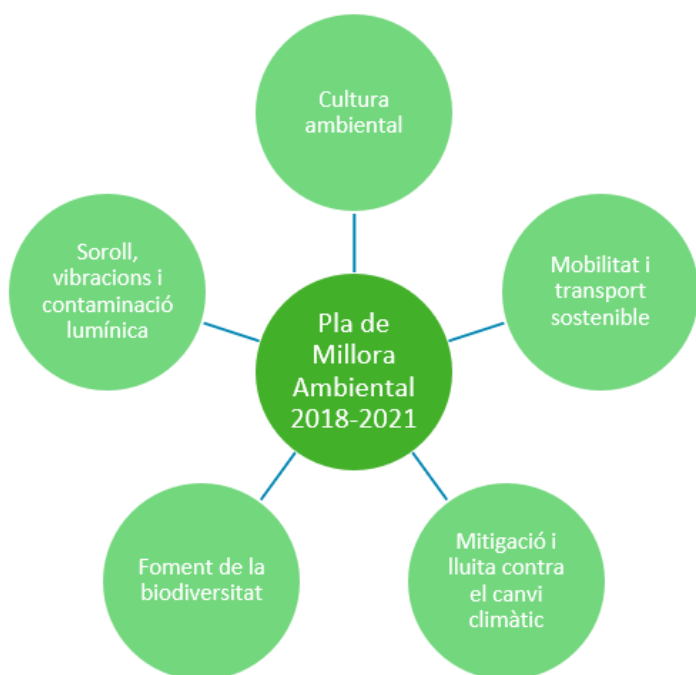 Cultura
ambiental
Soroll,
vibracions i
contaminació
lumínica
Mobilitat i
transport
sostenible
Pla de
Millora
Ambiental
2018-2021
Foment de la
biodiversitat
Mitigació i
lluita contra
el canvi
climàtic